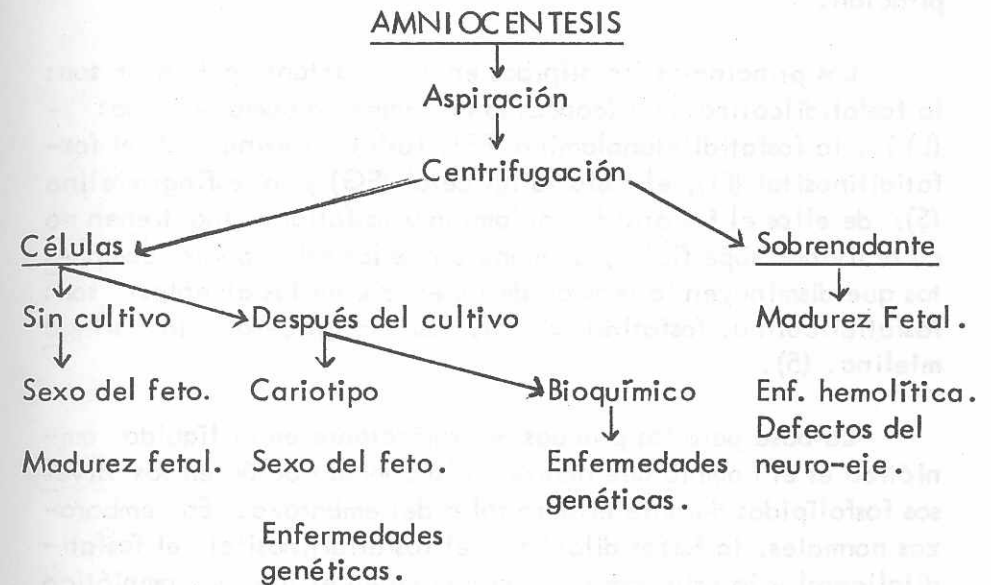 AMNIOCENTESIS
Aspiración
Centrifugación
Células
Sobrenadante
Sin cultivo
Después del cultivo
Madurez Fetal.
Sexo del feto.
Cariotipo
Bioquímico
Enf. hemolítica.
Defectos del
neuro-eje.
Madurez fetal.
Sexo del feto.
Enfermedades
genéticas.
Enfermedades
genéticas.